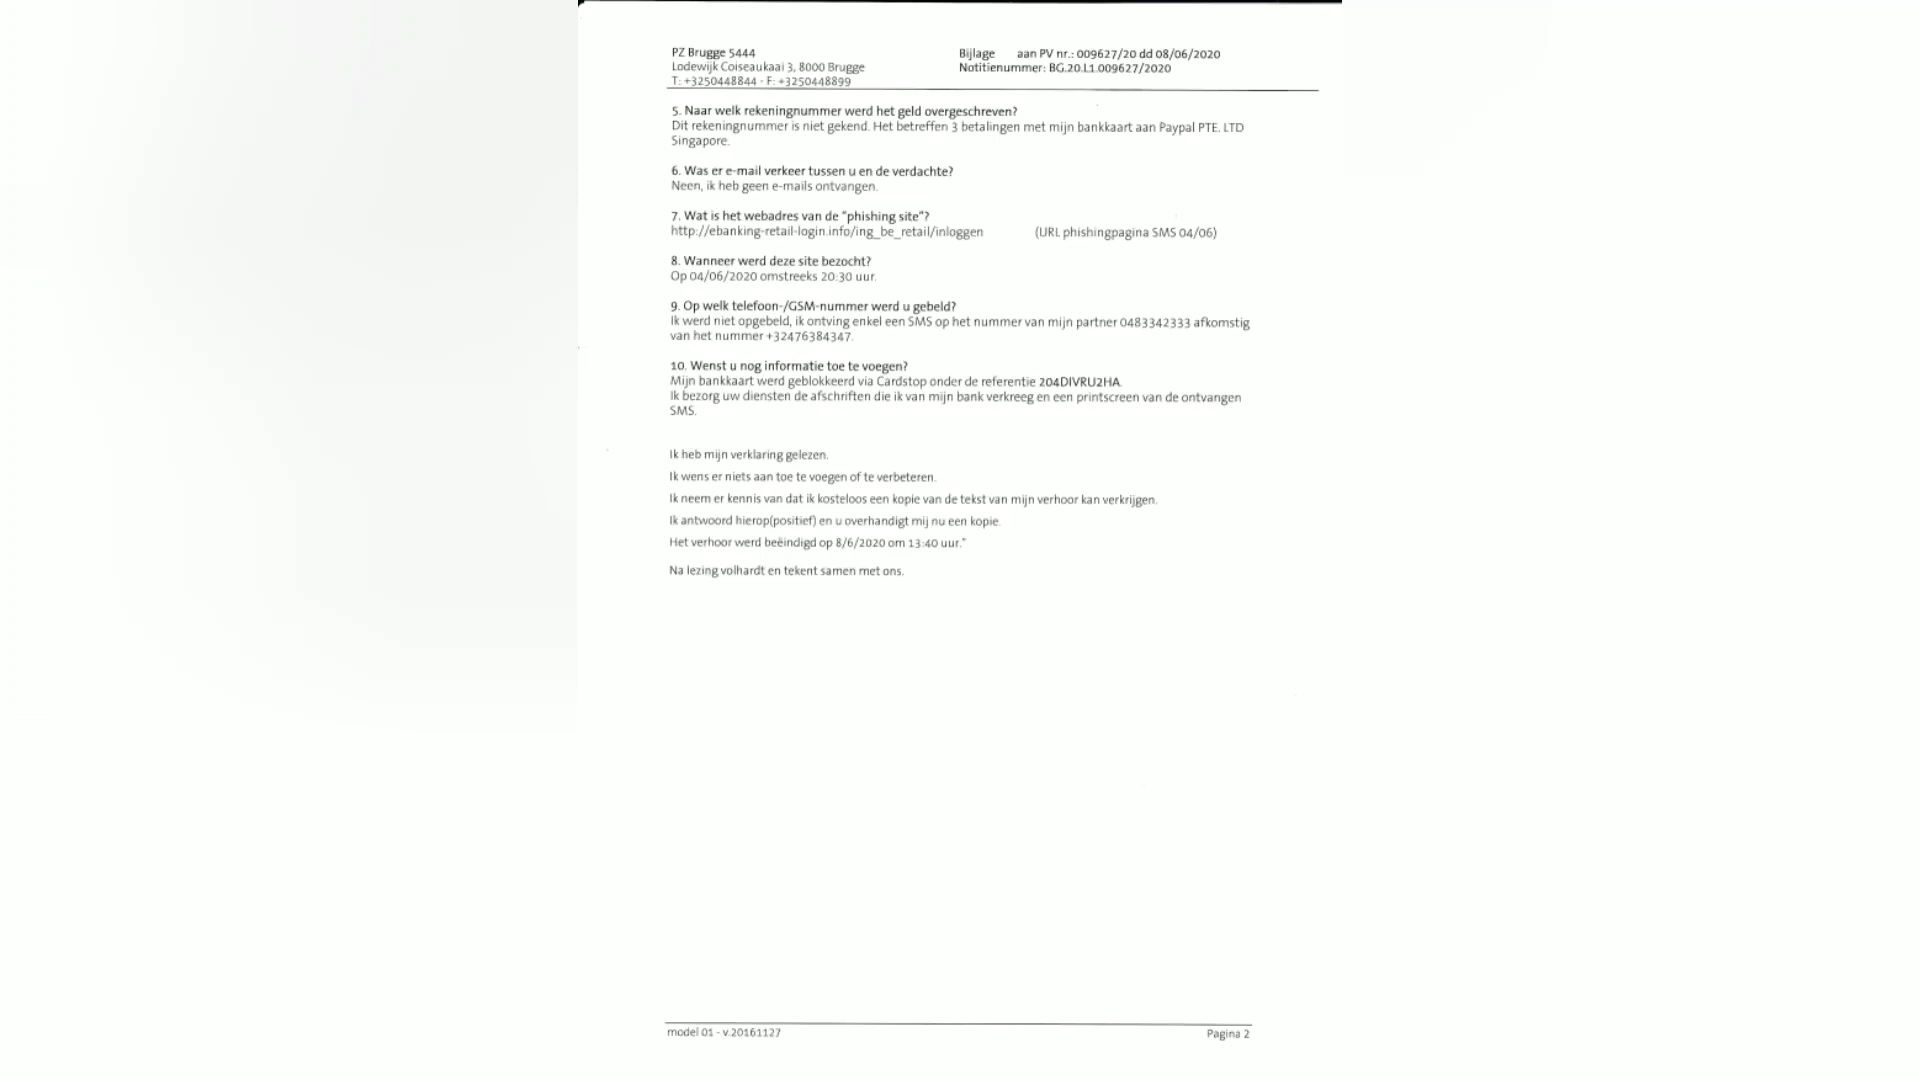 PZ Brugge 5444
Lodewijk Coiseaukaai 3, 8000 Brugge
T: +3250448844 - F: +3250448899
Bijlage aan PV nr.: 009627/20 dd 08/06/2020
Notitienummer: BG.20.L1.009627/2020
5. Naar welk rekeningnummer werd het geld overgeschreven?
Dit rekeningnummer is niet gekend. Het betreffen 3 betalingen met mijn bankkaart aan Paypal PTE. LTD
Singapore.
6. Was er e-mail verkeer tussen u en de verdachte?
Neen, ik heb geen e-mails ontvangen.
7. Wat is het webadres van de "phishing site"?
http://ebanking-retail-login.info/ing_be_retail/inloggen (URL phishingpagina SMS 04/06)
8. Wanneer werd deze site bezocht?
Op 04/06/2020 omstreeks 20:30 uur.
9. Op welk telefoon-/GSM-nummer werd u gebeld?
Ik werd niet opgebeld, ik ontving enkel een SMS op het nummer van mijn partner 0483342333 afkomstig
van het nummer +32476384347.
10. Wenst u nog informatie toe te voegen?
Mijn bankkaart werd geblokkeerd via Cardstop onder de referentie 204DIVRU2HA.
Ik bezorg uw diensten de afschriften die ik van mijn bank verkreeg en een printscreen van de ontvangen
SMS.
Ik heb mijn verklaring gelezen.
Ik wens er niets aan toe te voegen of te verbeteren.
Ik neem er kennis van dat ik kosteloos een kopie van de tekst van mijn verhoor kan verkrijgen.
Ik antwoord hierop(positief) en u overhandigt mij nu een kopie.
Het verhoor werd beëindigd op 8/6/2020 om 13:40 uur."
Na lezing volhardt en tekent samen met ons.
model 01 - v.20161127
Pagina 2